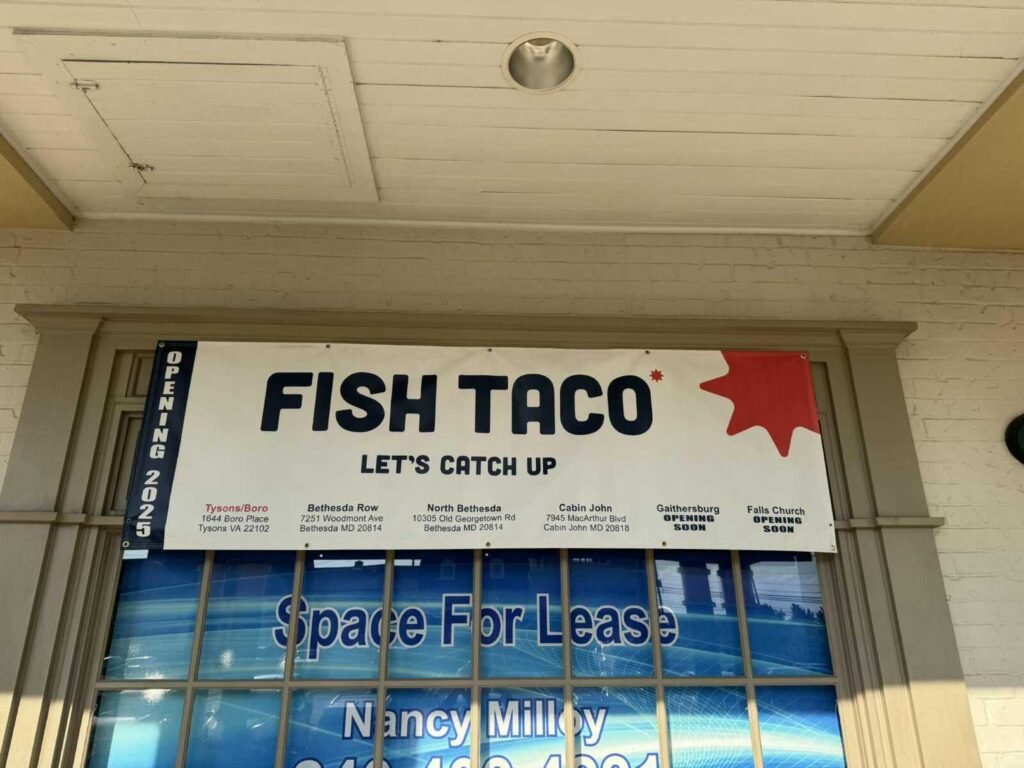 OPENING 2025
FISH TACO
LET'S CATCH UP
Tysons/Boro
1644 Boro Place
Tysons VA 22102
Bethesda Row
7251 Woodmont Ave
Bethesda MD 20814
North Bethesda
10305 Old Georgetown Rd
Bethesda MD 20814
Cabin John
7945 MacArthur Blvd
Cabin John MD 20818
Gaithersburg
OPENING
SOON
Falls Church
OPENING
SOON
Space For Lease
Nancy Milloy